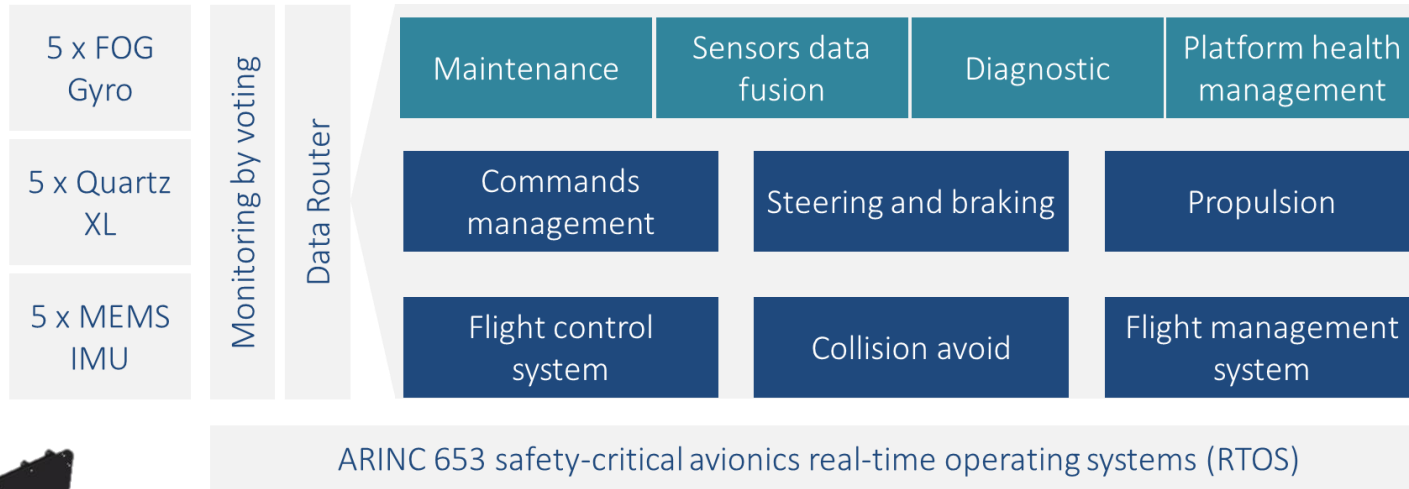 5 x FOG
Gyro
5 x Quartz
XL
5 x MEMS
IMU
Monitoring by voting
Data Router
Maintenance
Sensors data
fusion
Diagnostic
Platform health
management
Commands
management
Steering and braking
Propulsion
Flight control
system
Collision avoid
Flight management
system
ARINC 653 safety-critical avionics real-time operating systems (RTOS)